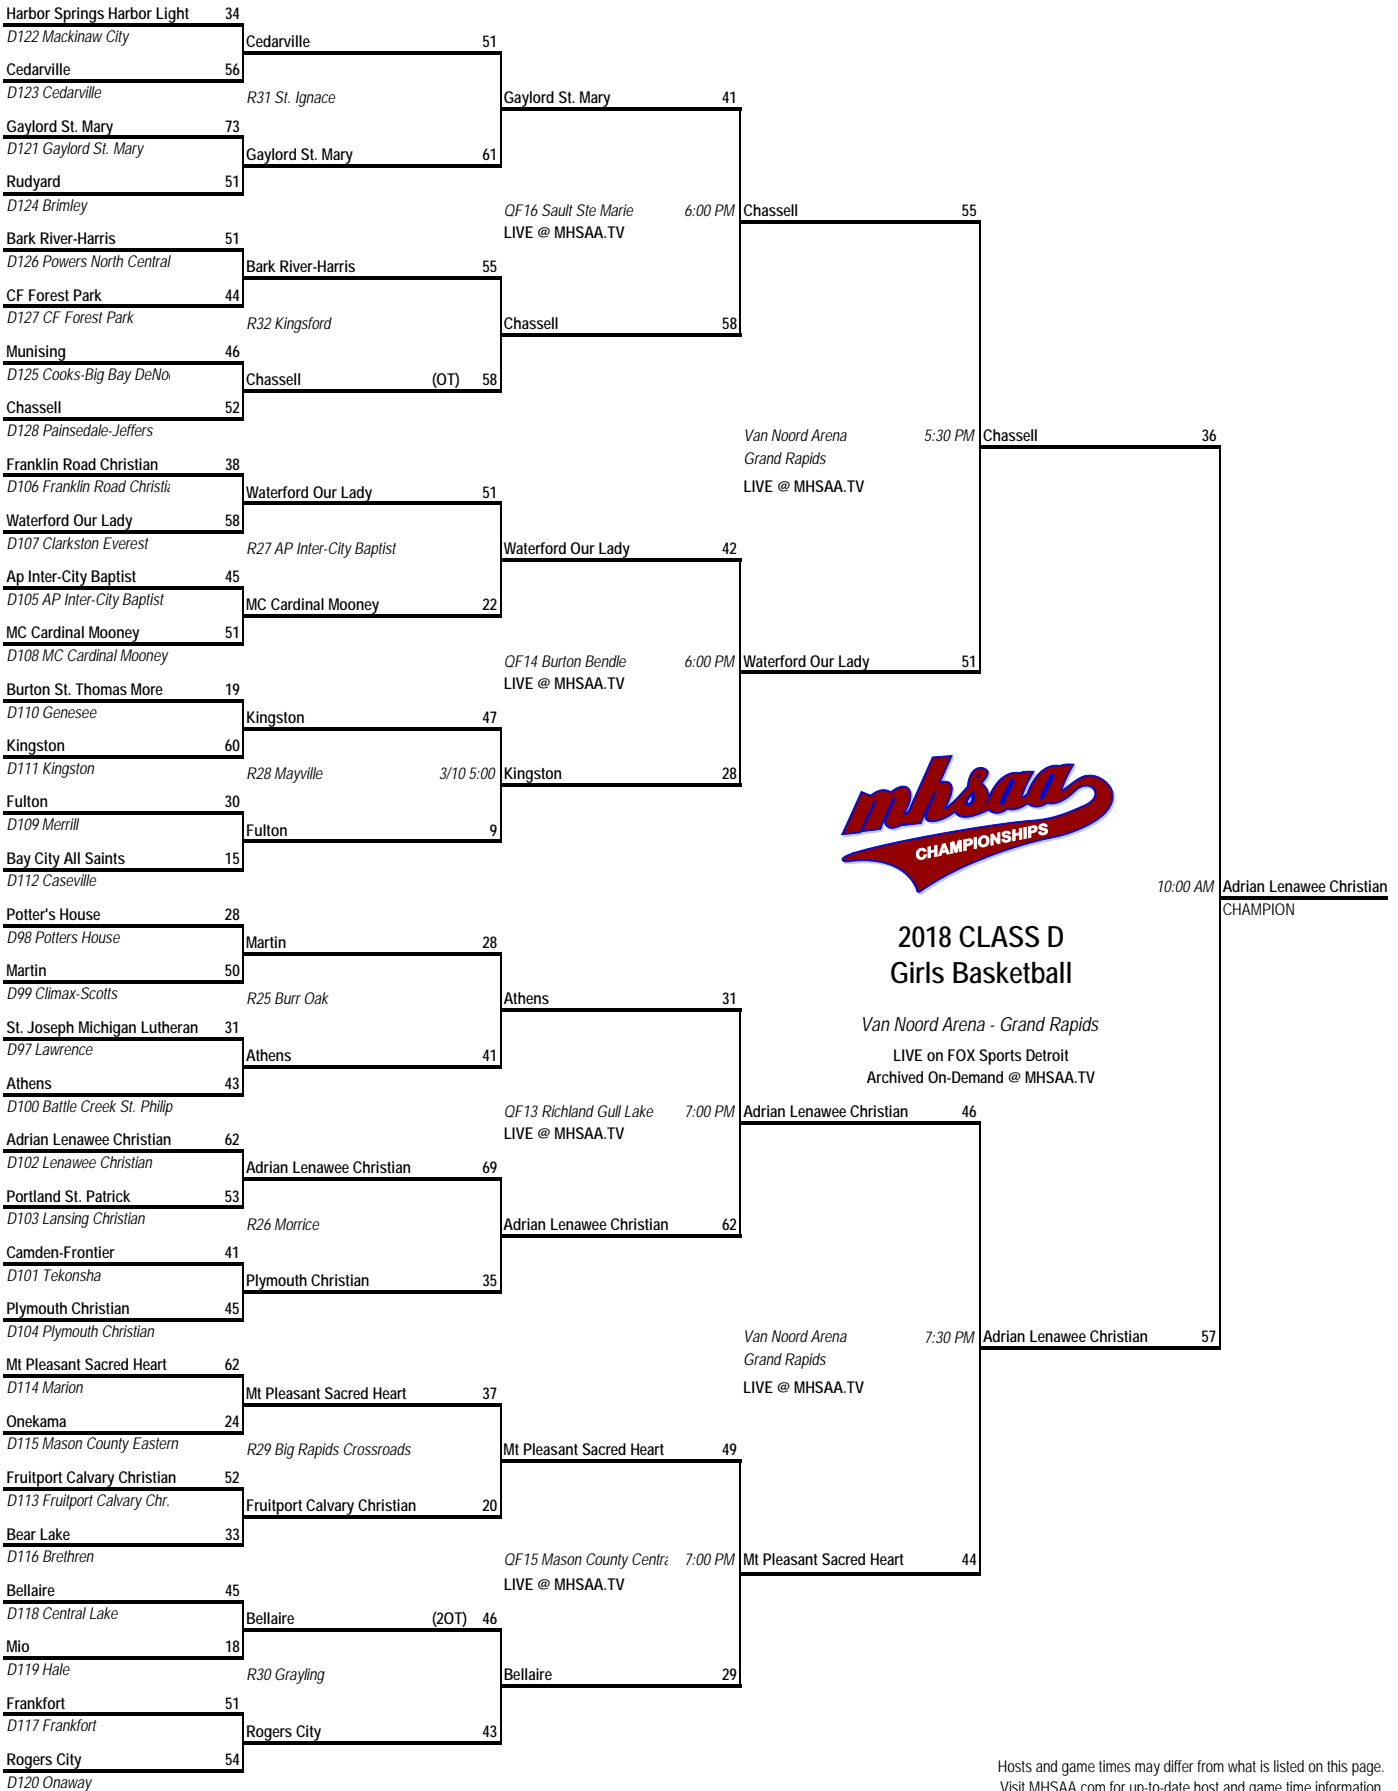 Harbor Springs Harbor Light 34
D122 Mackinaw City
Cedarville 51
Cedarville 56
D123 Cedarville
R31 St. Ignace
Gaylord St. Mary 41
Gaylord St. Mary 73
D121 Gaylord St. Mary
Gaylord St. Mary 61
Rudyard 51
D124 Brimley
QF16 Sault Ste Marie 6:00 PM
Chassell 55
LIVE @ MHSAA.TV
Bark River-Harris 51
D126 Powers North Central
Bark River-Harris 55
CF Forest Park 44
D127 CF Forest Park
R32 Kingsford
Chassell 58
Munising 46
D125 Cooks-Big Bay DeNo
Chassell (OT) 58
Chassell 52
D128 Painsedale-Jeffers
Van Noord Arena 5:30 PM
Chassell 36
Grand Rapids
Franklin Road Christian 38
D106 Franklin Road Christia
Waterford Our Lady 51
LIVE @ MHSAA.TV
Waterford Our Lady 58
D107 Clarkston Everest
R27 AP Inter-City Baptist
Waterford Our Lady 42
Ap Inter-City Baptist 45
D105 AP Inter-City Baptist
MC Cardinal Mooney 22
MC Cardinal Mooney 51
D108 MC Cardinal Mooney
QF14 Burton Bendle 6:00 PM
Waterford Our Lady 51
LIVE @ MHSAA.TV
Burton St. Thomas More 19
D110 Genesee
Kingston 47
Kingston 60
D111 Kingston
R28 Mayville 3/10 5:00
Kingston 28
Fulton 30
D109 Merrill
Fulton 9
Bay City All Saints 15
D112 Caseville
mhsaa
CHAMPIONSHIPS
10:00 AM
Adrian Lenawee Christian
CHAMPION
Potter's House 28
D98 Potters House
Martin 28
2018 CLASS D
Girls Basketball
Martin 50
D99 Climax-Scotts
R25 Burr Oak
Athens 31
St. Joseph Michigan Lutheran 31
Van Noord Arena - Grand Rapids
D97 Lawrence
Athens 41
LIVE on FOX Sports Detroit
Archived On-Demand @ MHSAA.TV
Athens 43
D100 Battle Creek St. Philip
QF13 Richland Gull Lake 7:00 PM
Adrian Lenawee Christian 46
LIVE @ MHSAA.TV
Adrian Lenawee Christian 62
D102 Lenawee Christian
Adrian Lenawee Christian 69
Portland St. Patrick 53
D103 Lansing Christian
R26 Morrice
Adrian Lenawee Christian 62
Camden-Frontier 41
D101 Tekonsha
Plymouth Christian 35
Plymouth Christian 45
D104 Plymouth Christian
Van Noord Arena 7:30 PM
Adrian Lenawee Christian 57
Grand Rapids
Mt Pleasant Sacred Heart 62
D114 Marion
Mt Pleasant Sacred Heart 37
LIVE @ MHSAA.TV
Onekama 24
D115 Mason County Eastern
R29 Big Rapids Crossroads
Mt Pleasant Sacred Heart 49
Fruitport Calvary Christian 52
D113 Fruitport Calvary Chr.
Fruitport Calvary Christian 20
Bear Lake 33
D116 Brethren
QF15 Mason County Centra 7:00 PM
Mt Pleasant Sacred Heart 44
LIVE @ MHSAA.TV
Bellaire 45
D118 Central Lake
Bellaire (2OT) 46
Mio 18
D119 Hale
R30 Grayling
Bellaire 29
Frankfort 51
D117 Frankfort
Rogers City 43
Rogers City 54
D120 Onaway
Hosts and game times may differ from what is listed on this page.
Visit MHSAA.com for up-to-date host and game time information.